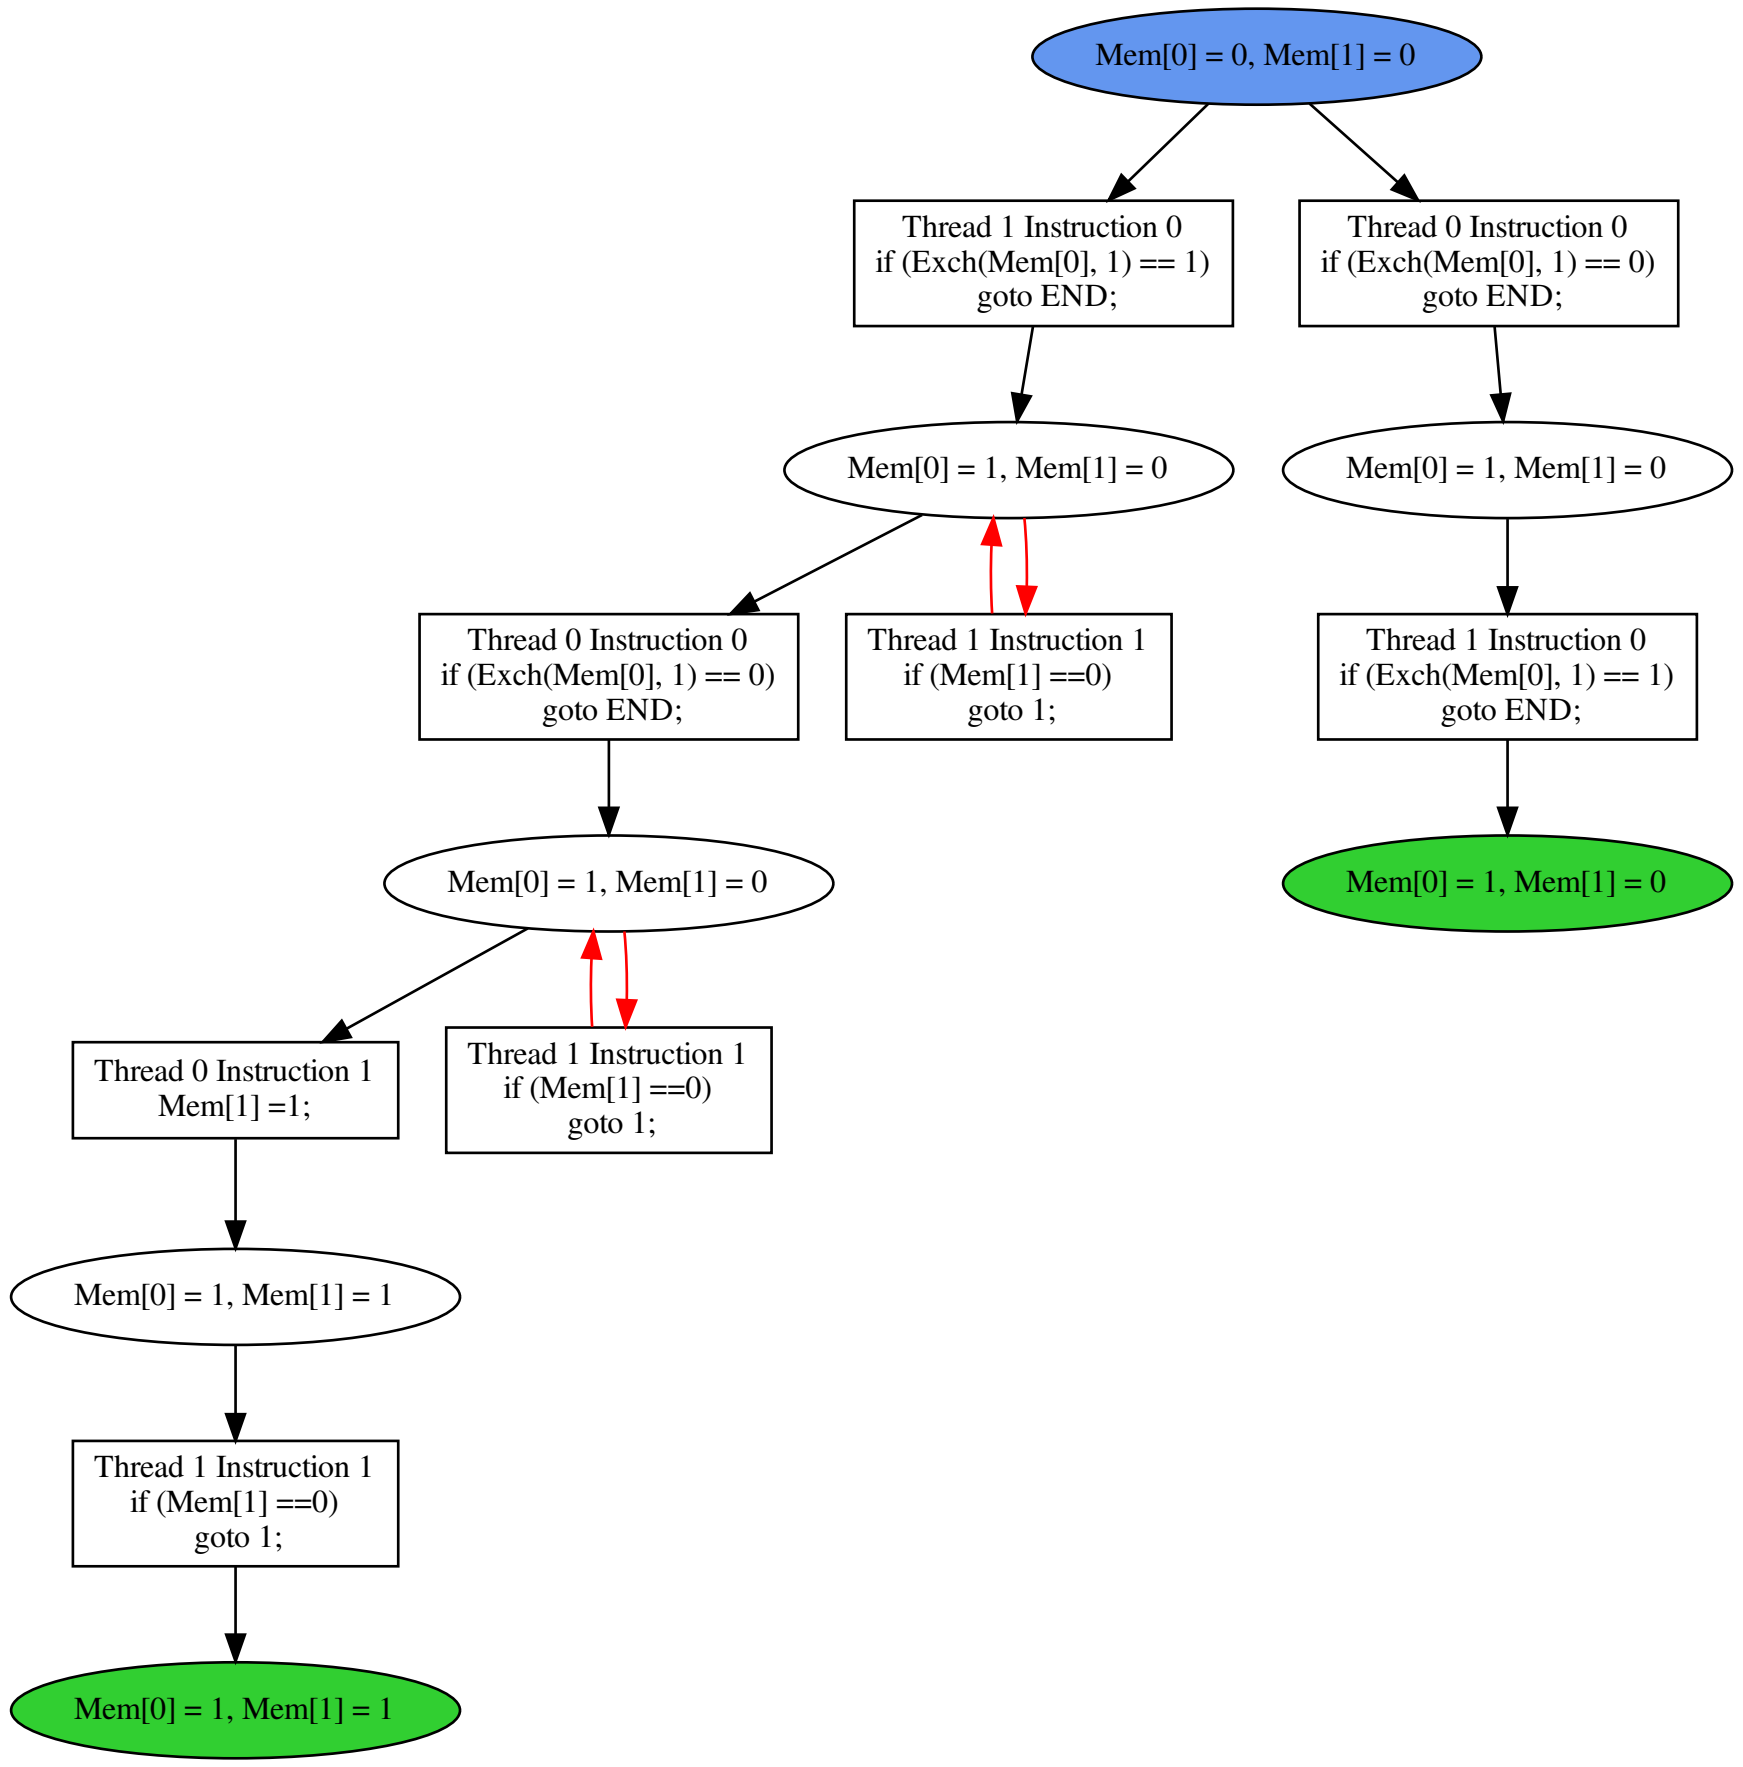 Mem[0] = 0, Mem[1] = 0
Thread 1 Instruction 0
if (Exch(Mem[0], 1) == 1)
goto END;
Thread 0 Instruction 0
if (Exch(Mem[0], 1) == 0)
goto END;
Mem[0] = 1, Mem[1] = 0
Mem[0] = 1, Mem[1] = 0
Thread 0 Instruction 0
if (Exch(Mem[0], 1) == 0)
goto END;
Thread 1 Instruction 1
if (Mem[1] ==0)
goto 1;
Thread 1 Instruction 0
if (Exch(Mem[0], 1) == 1)
goto END;
Mem[0] = 1, Mem[1] = 0
Mem[0] = 1, Mem[1] = 0
Thread 0 Instruction 1
Mem[1] =1;
Thread 1 Instruction 1
if (Mem[1] ==0)
goto 1;
Mem[0] = 1, Mem[1] = 1
Thread 1 Instruction 1
if (Mem[1] ==0)
goto 1;
Mem[0] = 1, Mem[1] = 1